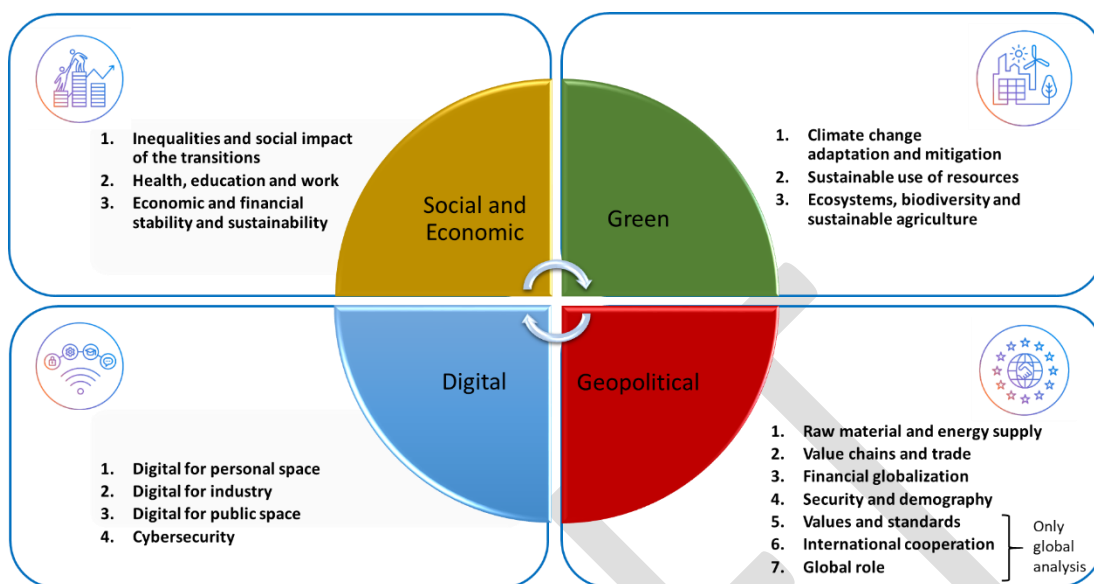 1. Inequalities and social impact
of the transitions
2. Health, education and work
3. Economic and financial
stability and sustainability
Social and
Economic
1. Climate change
adaptation and mitigation
2. Sustainable use of resources
3. Ecosystems, biodiversity and
sustainable agriculture
Green
Digital
1. Digital for personal space
2. Digital for industry
3. Digital for public space
4. Cybersecurity
Geopolitical
1. Raw material and energy supply
2. Value chains and trade
3. Financial globalization
4. Security and demography
5. Values and standards
6. International cooperation
7. Global role
Only
global
analysis